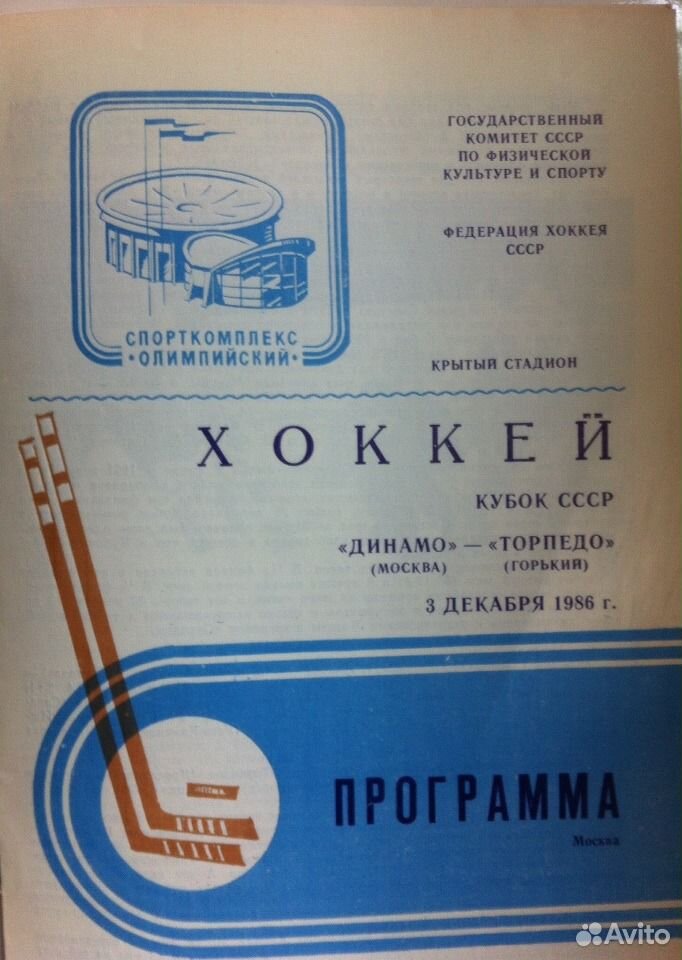 ГОСУДАРСТВЕННЫЙ
КОМИТЕТ СССР
ПО ФИЗИЧЕСКОЙ
КУЛЬТУРЕ И СПОРТУ
ФЕДЕРАЦИЯ ХОККЕЯ
СССР
СПОРТКОМПЛЕКС
•ОЛИМПИЙСКИЙ•
КРЫТЫЙ СТАДИОН
ХОККЕЙ
КУБОК СССР
«ДИНАМО» — «ТОРПЕДО»
(МОСКВА) (ГОРЬКИЙ)
3 ДЕКАБРЯ 1986 г.
ПРОГРАММА
Москва
Avito